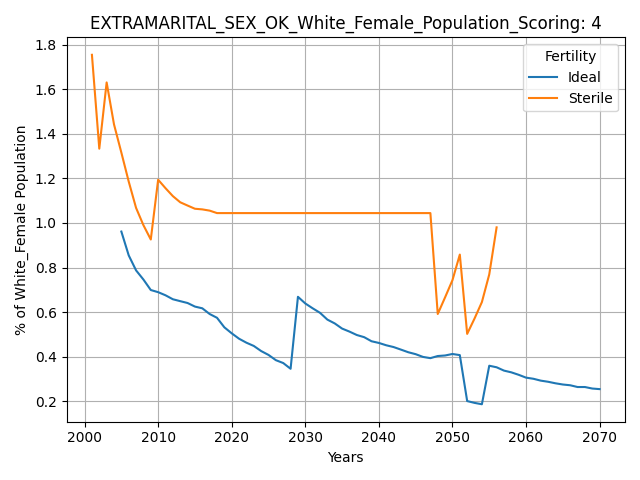 EXTRAMARITAL_SEX_OK_White_Female_Population_Scoring: 4
% of White_Female Population
1.8
1.6
1.4
1.2
1.0
0.8
0.6
0.4
0.2
Fertility
Ideal
Sterile
2000 2010 2020 2030 2040 2050 2060 2070
Years